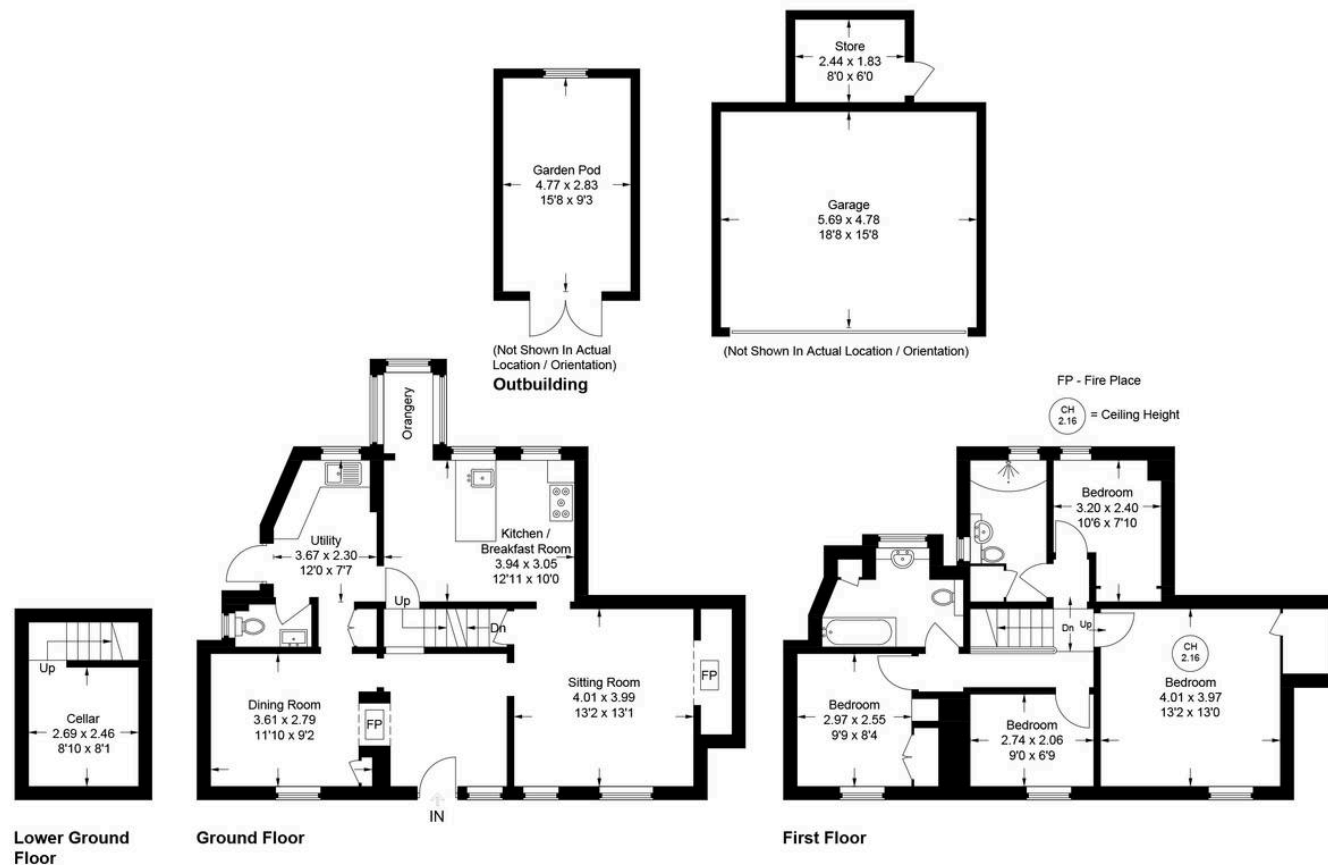 Store
2.44 x 1.83
8'0 x 6'0
Garden Pod
4.77 x 2.83
15'8 x 9'3
Garage
5.69 x 4.78
18'8 x 15'8
(Not Shown In Actual
Location / Orientation)
Outbuilding
(Not Shown In Actual Location / Orientation)
FP - Fire Place
CH
2.16
= Ceiling Height
Orangery
Utility
3.67 x 2.30
12'0 x 7'7
Kitchen /
Breakfast Room
3.94 x 3.05
12'11 x 10'0
Up
Dn
Dining Room
3.61 x 2.79
11'10 x 9'2
FP
Sitting Room
4.01 x 3.99
13'2 x 13'1
FP
IN
Up
Cellar
2.69 x 2.46
8'10 x 8'1
Bedroom
3.20 x 2.40
10'6 x 7'10
Dn
Up
CH
2.16
Bedroom
4.01 x 3.97
13'2 x 13'0
Bedroom
2.97 x 2.55
9'9 x 8'4
Bedroom
2.74 x 2.06
9'0 x 6'9
Lower Ground
Floor
Ground Floor
First Floor